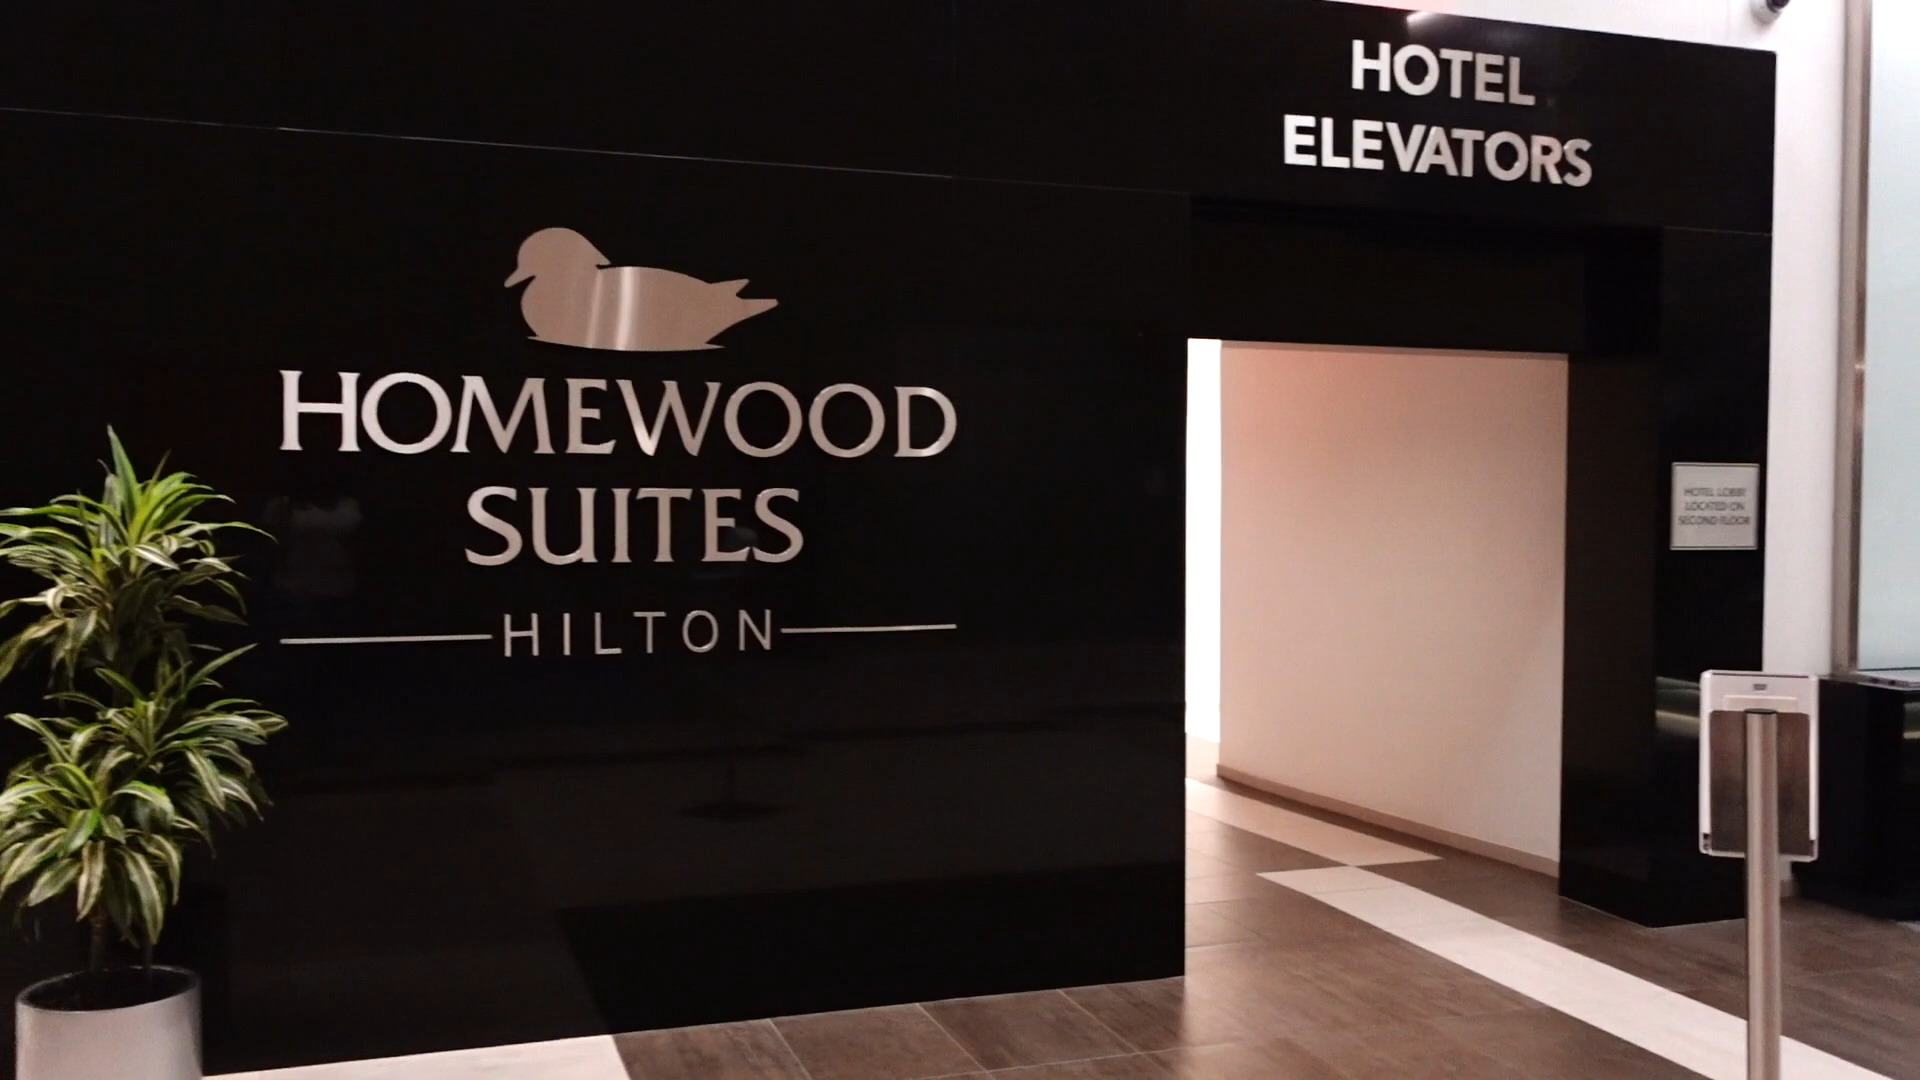 HOTEL
ELEVATORS
HOMEWOOD
SUITES
HILTON
HOTEL LOBBY
LOCATED ON
SECOND FLOOR